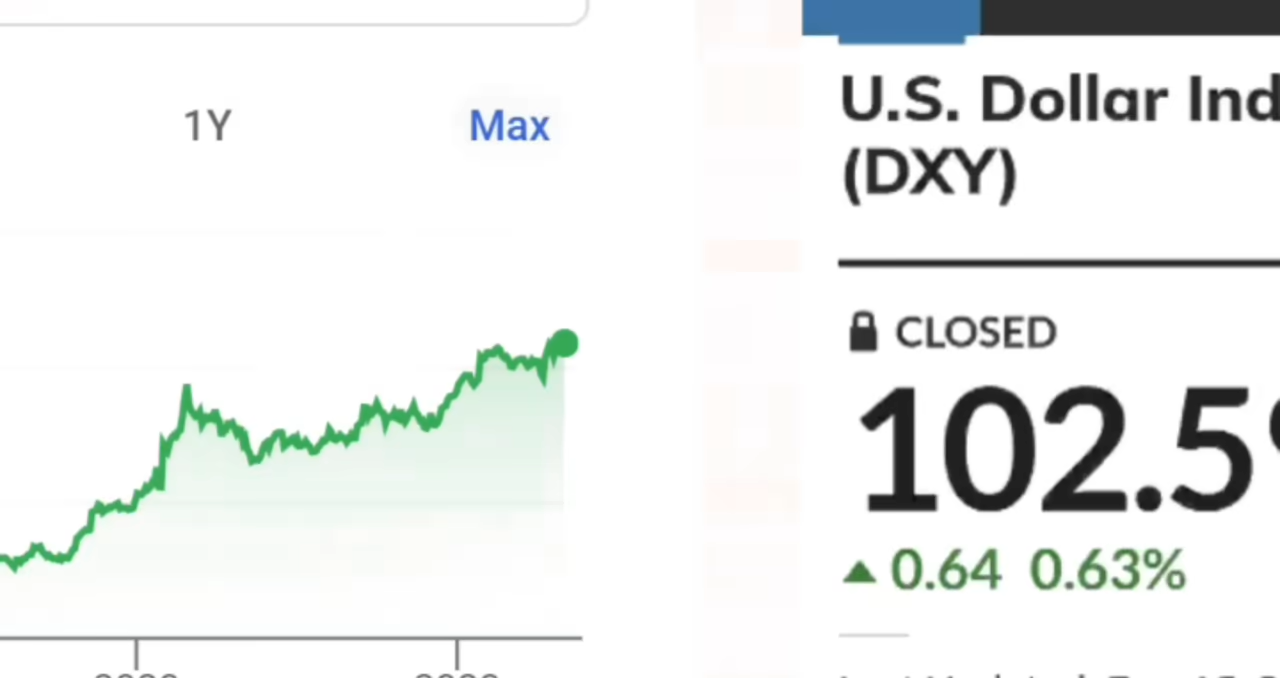 1Y
Max
U.S. Dollar Ind
(DXY)
CLOSED
102.5
0.64 0.63%